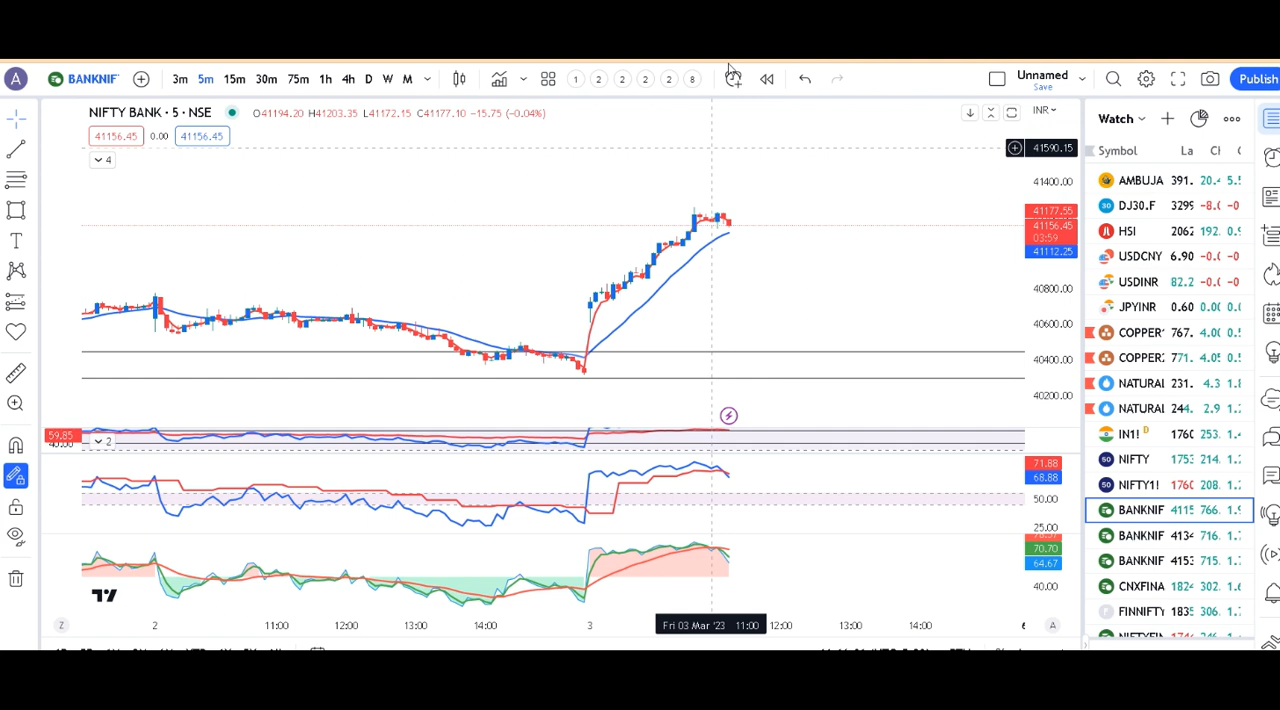 A BANKNIF 3m 5m 15m 30m 75m 1h 4h D W M 1 2 2 2 2 8 Unnamed Save Publish
NIFTY BANK · 5 · NSE O41194.20 H41203.35 L41172.15 C41177.10 −15.75 (−0.04%) INR
41156.45 0.00 41156.45
4
41590.15
41400.00
41177.55
41156.45
03:59
41112.25
40800.00
40600.00
40400.00
40200.00
59.85
40.00
2
71.88
68.88
50.00
25.00
70.70
64.67
40.00
Z 2 11:00 12:00 13:00 14:00 3 Fri 03 Mar '23 11:00 12:00 13:00 14:00 6 A
Watch
Symbol La Cl
AMBUJA 391. 20.4 5.5
DJ30.F 3299 -8.( -0
HSI 2062 192. 0.9
USDCNY 6.90 -0.0 -0
USDINR 82.2 -0.0 -0
JPYINR 0.60 0.00 0.0
COPPER 767. 4.00 0.5
COPPER 771. 4.05 0.5
NATURAL 231. 4.3 1.8
NATURAL 244. 2.9 1.2
IN1! D 1760 253. 1.4
50 NIFTY 1753 214. 1.2
50 NIFTY1! 1760 208. 1.2
BANKNIF 4115 766. 1.9
BANKNIF 4134 716. 1.7
BANKNIF 4153 715. 1.7
CNXFINA 1824 302. 1.6
F FINNIFTY 1835 306. 1.7